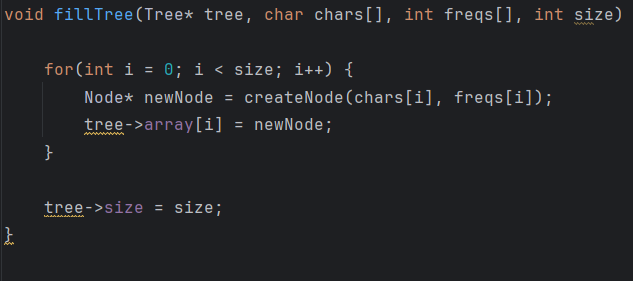 void fillTree(Tree* tree, char chars[], int freqs[], int size)
for(int i = 0; i < size; i++) {
Node* newNode = createNode(chars[i], freqs[i]);
tree->array[i] = newNode;
}
tree->size = size;
}